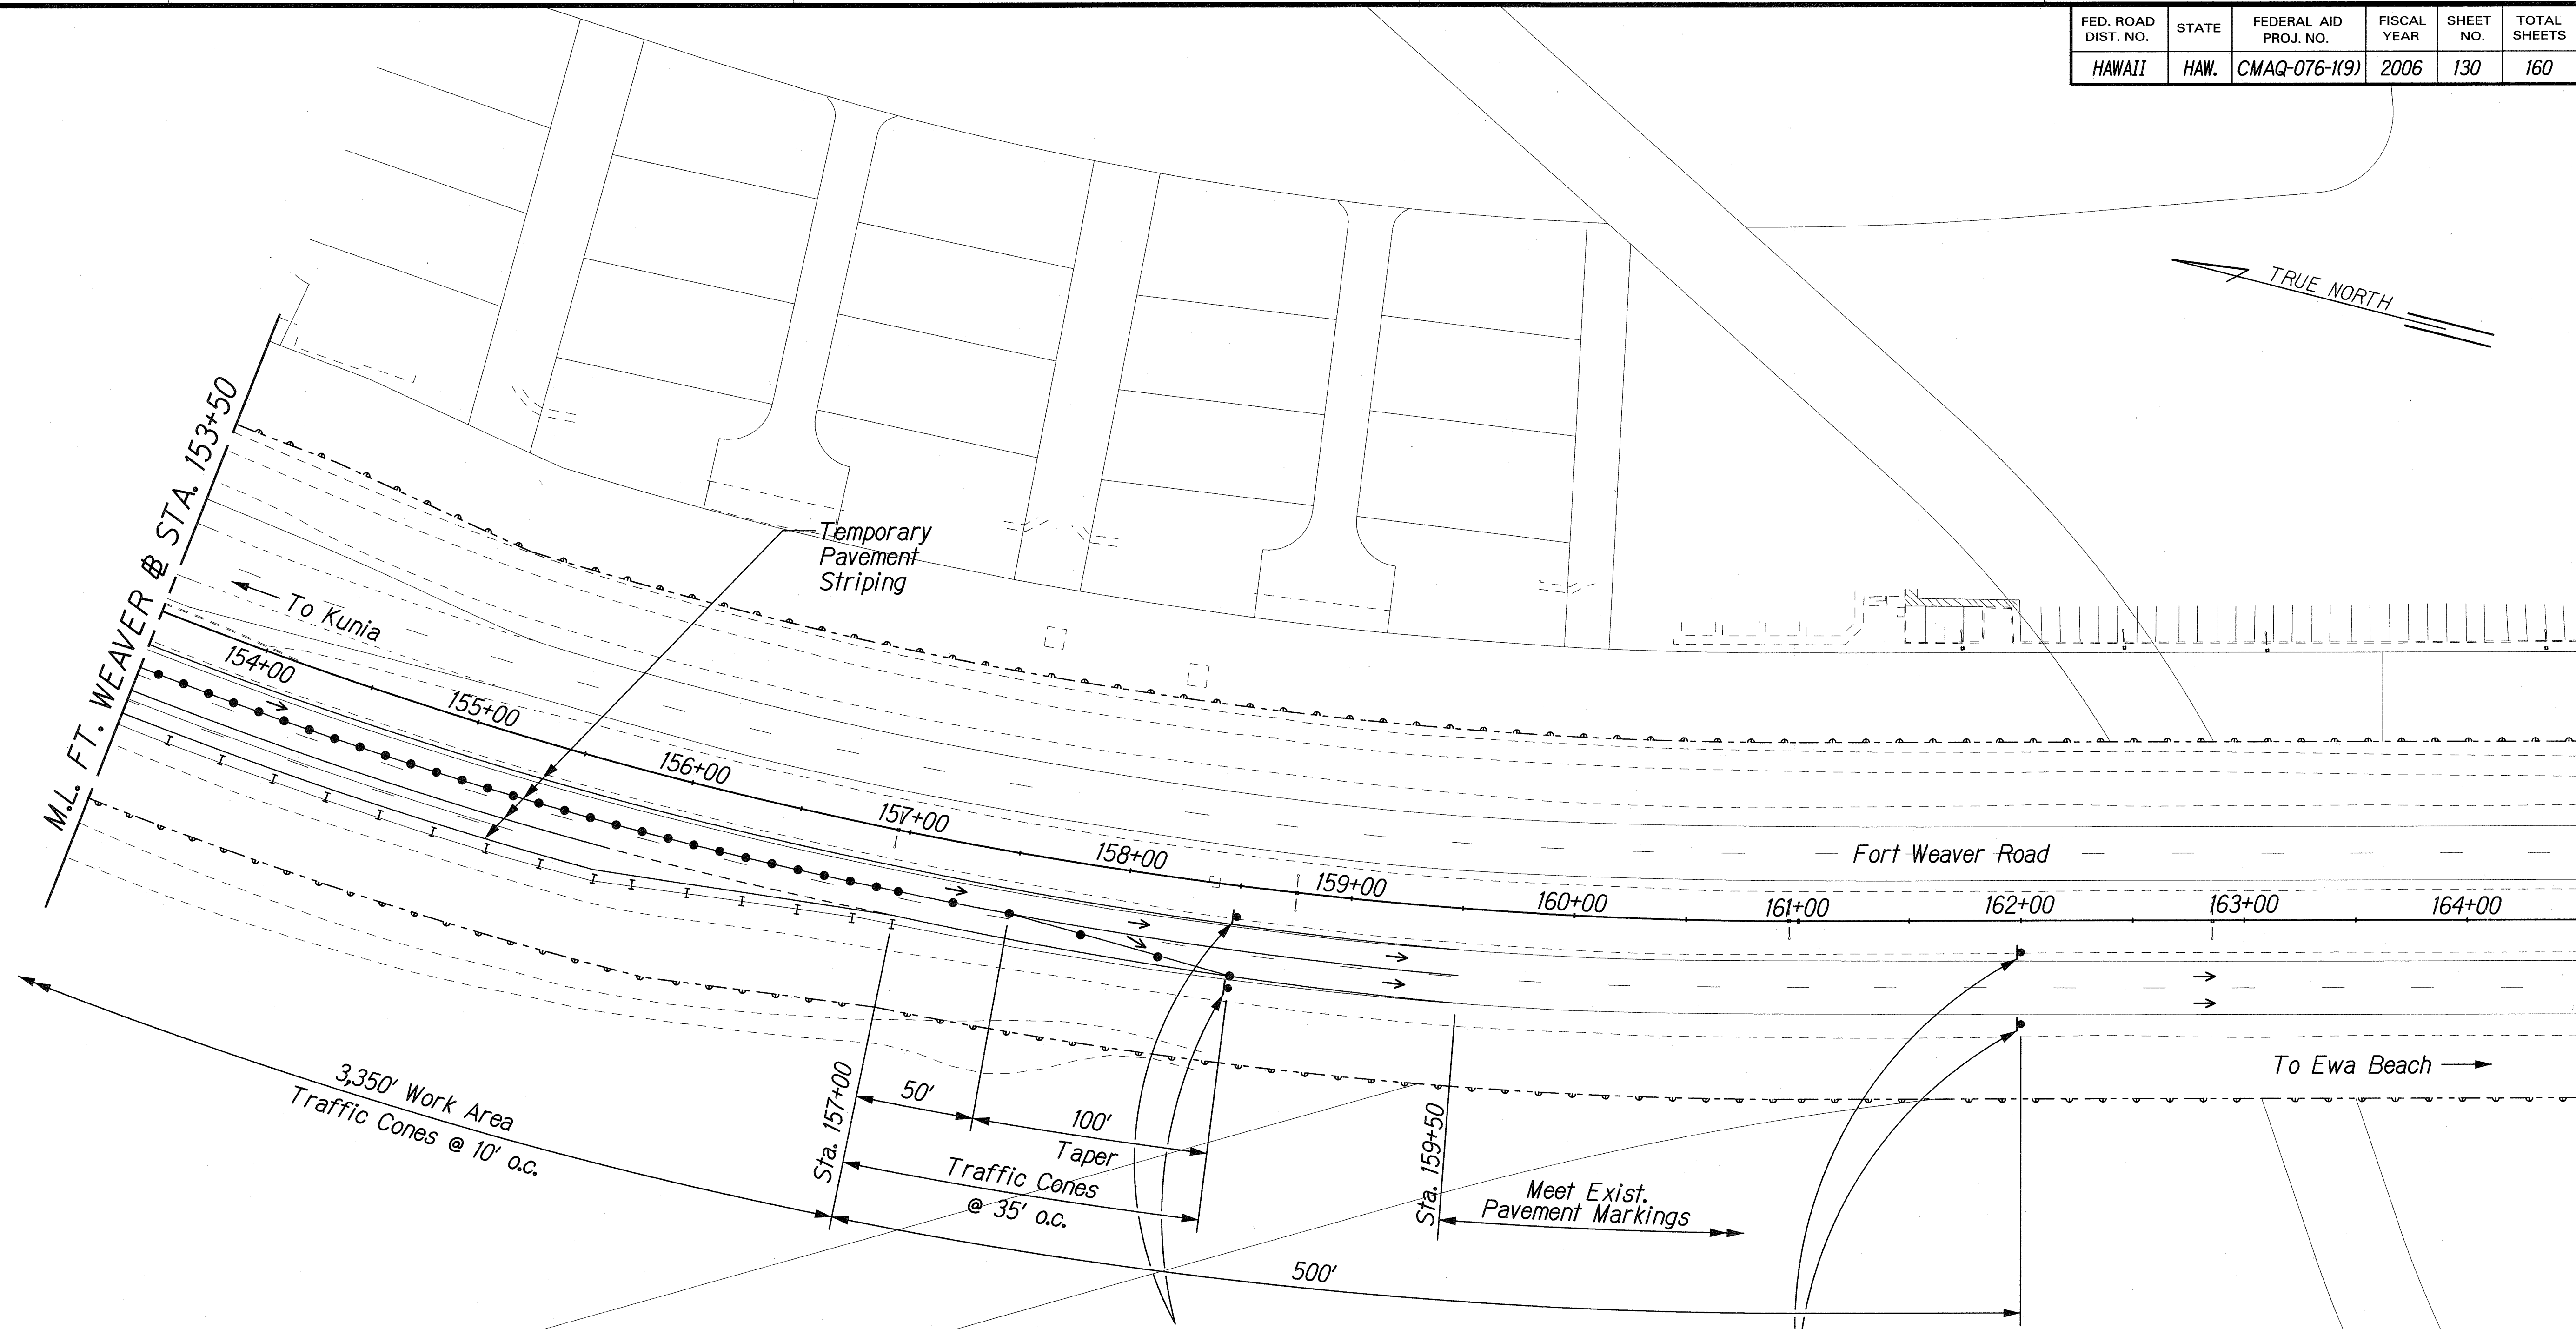 FED. ROAD DIST. NO. STATE FEDERAL AID PROJ. NO. FISCAL YEAR SHEET NO. TOTAL SHEETS
HAWAII HAW. CMAQ-076-1(9) 2006 130 160
TRUE NORTH
M.L. FT. WEAVER ℄ STA. 153+50
Temporary
Pavement
Striping
To Kunia
154+00
155+00
156+00
157+00
158+00
159+00
160+00
161+00
162+00
163+00
164+00
Fort Weaver Road
To Ewa Beach
3,350' Work Area
Traffic Cones @ 10' o.c.
Sta. 157+00
50'
100'
Taper
Traffic Cones
@ 35' o.c.
Sta. 159+50
Meet Exist.
Pavement Markings
500'